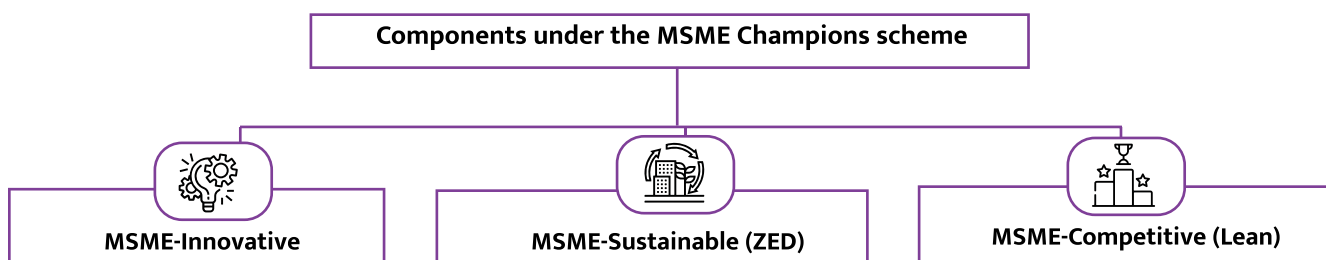 Components under the MSME Champions scheme
MSME-Innovative
MSME-Sustainable (ZED)
MSME-Competitive (Lean)